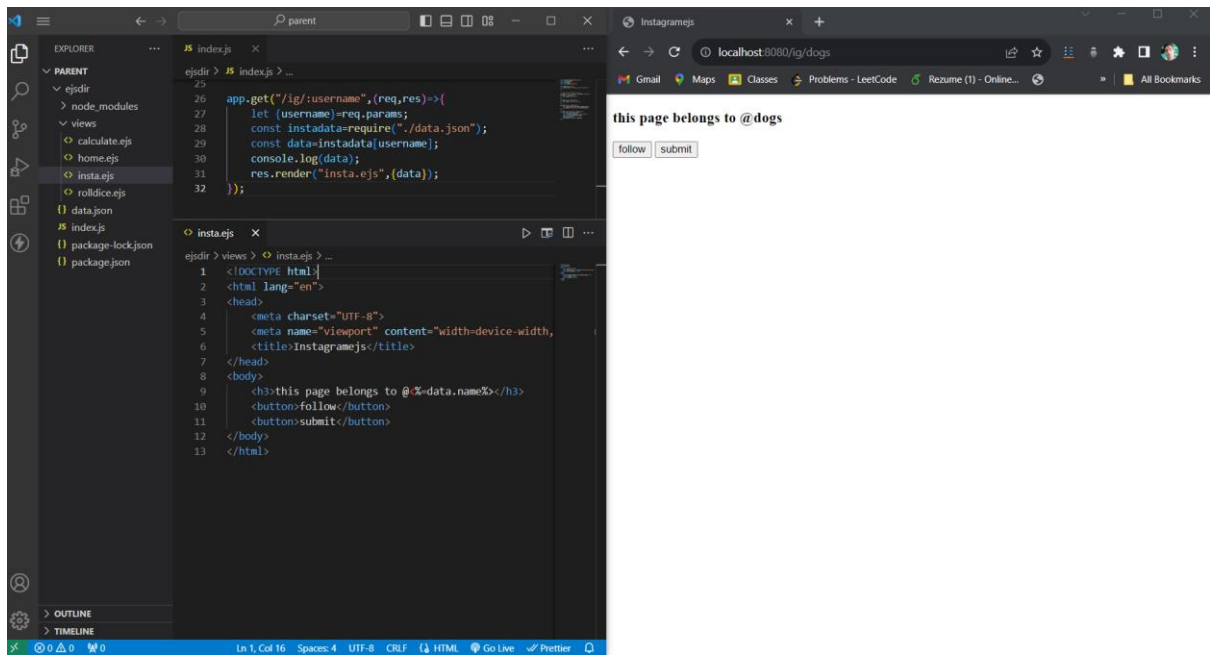 parent
EXPLORER
PARENT
ejsdir
node_modules
views
calculate.ejs
home.ejs
insta.ejs
rolldice.ejs
{} data.json
JS index.js
{} package-lock.json
{} package.json
OUTLINE
TIMELINE
JS index.js
ejsdir > JS index.js > ...
25
26 app.get("/ig/:username",(req,res)=>{
27 let {username}=req.params;
28 const instadata=require("./data.json");
29 const data=instadata[username];
30 console.log(data);
31 res.render("insta.ejs",{data});
32 });
insta.ejs
ejsdir > views > insta.ejs > ...
1 <!DOCTYPE html>
2 <html lang="en">
3 <head>
4 <meta charset="UTF-8">
5 <meta name="viewport" content="width=device-width,
6 <title>Instagramejs</title>
7 </head>
8 <body>
9 <h3>this page belongs to @<%=data.name%></h3>
10 <button>follow</button>
11 <button>submit</button>
12 </body>
13 </html>
0 0 0 Ln 1, Col 16 Spaces: 4 UTF-8 CRLF HTML Go Live Prettier
Instagramejs
localhost:8080/ig/dogs
Gmail Maps Classes Problems - LeetCode Rezume (1) - Online... » All Bookmarks
this page belongs to @dogs
follow submit